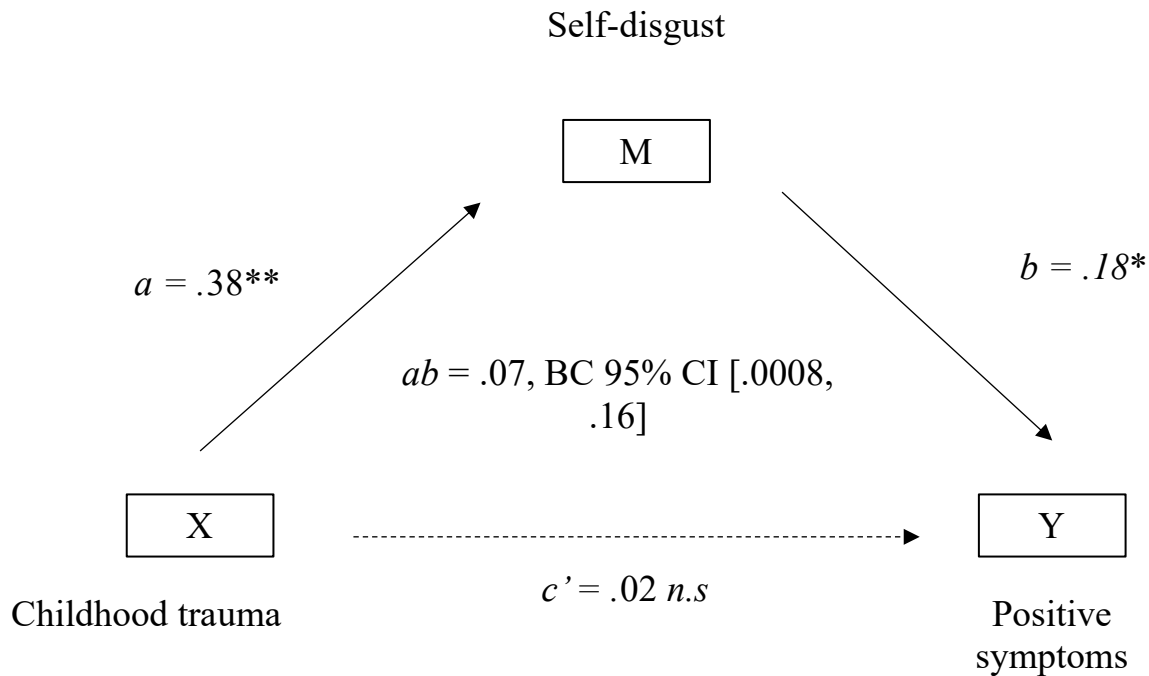 Self-disgust
M
a = .38**
b = .18*
ab = .07, BC 95% CI [.0008,
.16]
X
Y
c’ = .02 n.s
Childhood trauma
Positive
symptoms